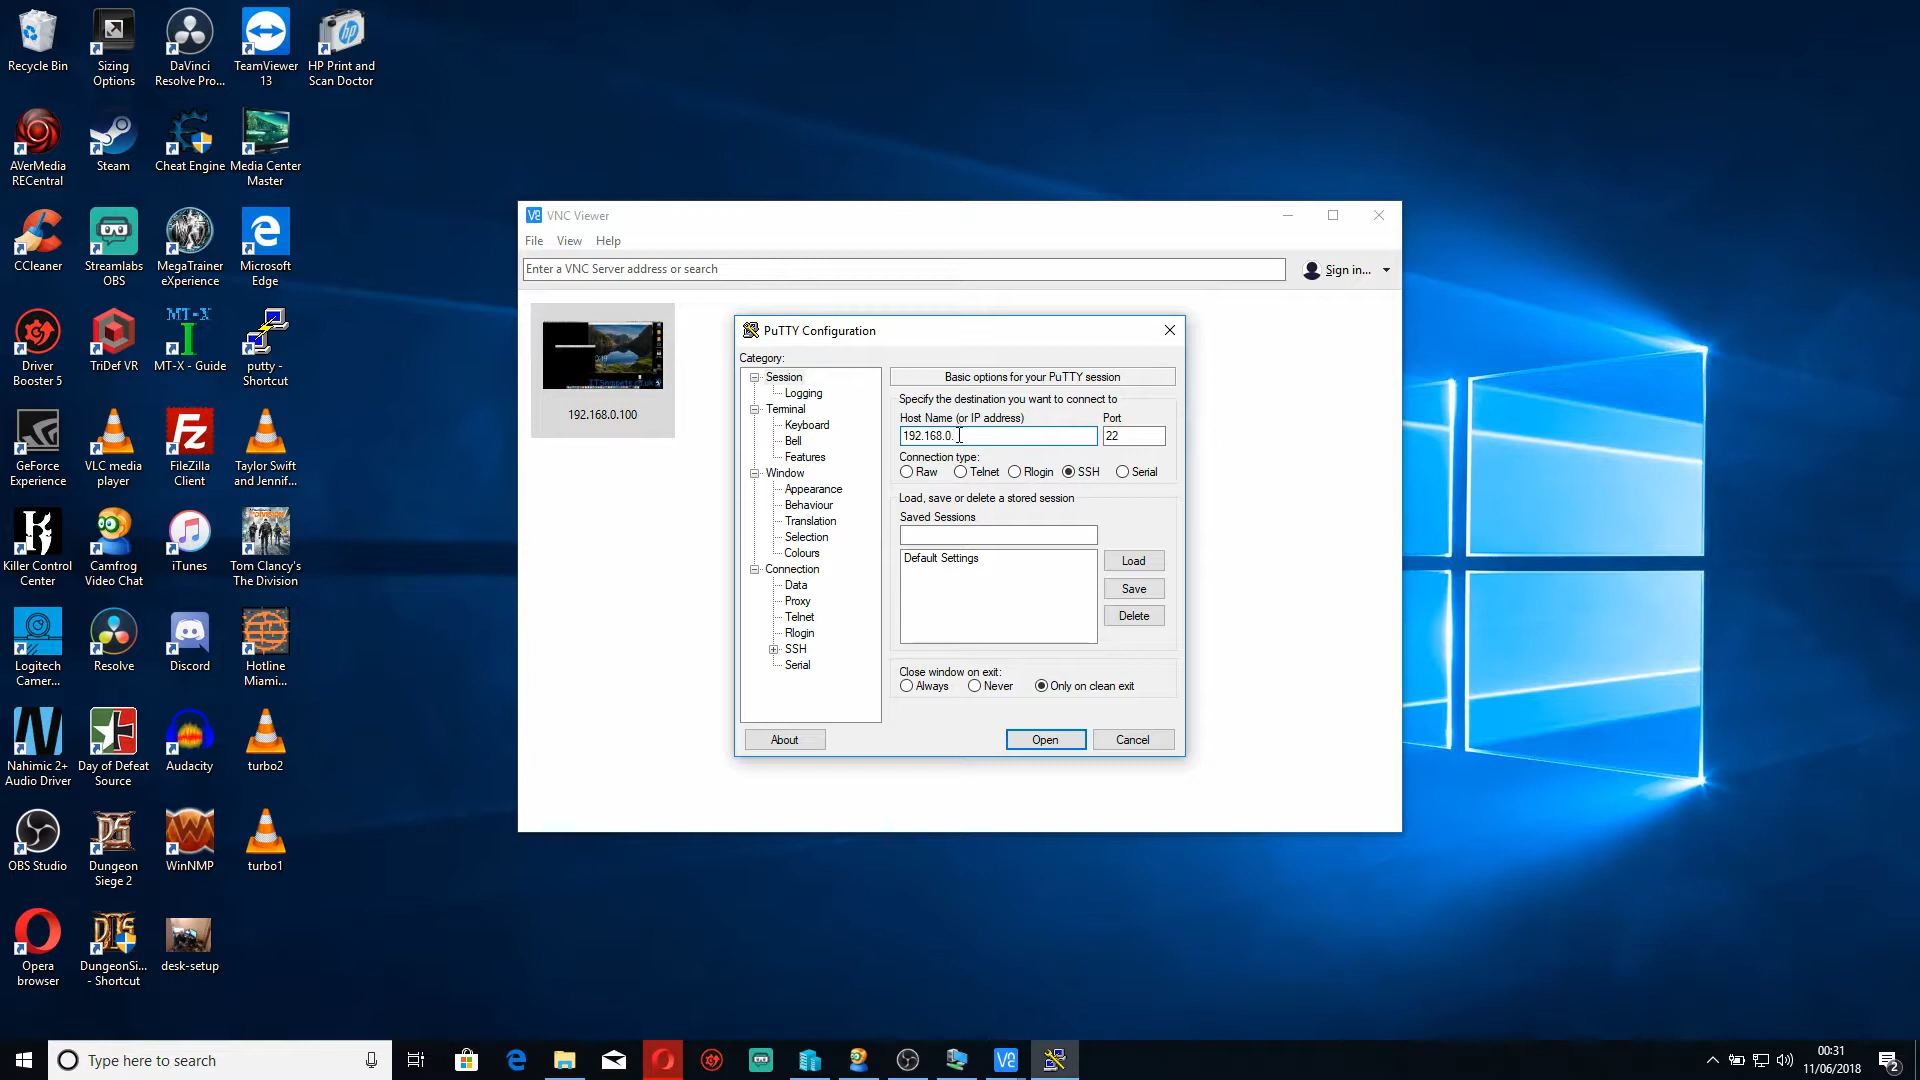 Recycle Bin
Sizing
Options
DaVinci
Resolve Pro...
TeamViewer
13
HP Print and
Scan Doctor
AVerMedia
RECentral
Steam
Cheat Engine
Media Center
Master
CCleaner
Streamlabs
OBS
MegaTrainer
eXperience
Microsoft
Edge
Driver
Booster 5
TriDef VR
MT-X
MT-X - Guide
putty -
Shortcut
GeForce
Experience
VLC media
player
FileZilla
Client
Taylor Swift
and Jennif...
Killer Control
Center
Camfrog
Video Chat
iTunes
Tom Clancy's
The Division
Logitech
Camer...
Resolve
Discord
Hotline
Miami...
Nahimic 2+
Audio Driver
Day of Defeat
Source
Audacity
turbo2
OBS Studio
Dungeon
Siege 2
WinNMP
turbo1
Opera
browser
DungeonSi...
- Shortcut
desk-setup
VNC Viewer
File View Help
Enter a VNC Server address or search
Sign in...
192.168.0.100
PuTTY Configuration
Category:
Session
Logging
Terminal
Keyboard
Bell
Features
Window
Appearance
Behaviour
Translation
Selection
Colours
Connection
Data
Proxy
Telnet
Rlogin
SSH
Serial
Basic options for your PuTTY session
Specify the destination you want to connect to
Host Name (or IP address) Port
192.168.0. 22
Connection type:
Raw Telnet Rlogin SSH Serial
Load, save or delete a stored session
Saved Sessions
Default Settings
Load
Save
Delete
Close window on exit:
Always Never Only on clean exit
About Open Cancel
Type here to search
00:31
11/06/2018
2